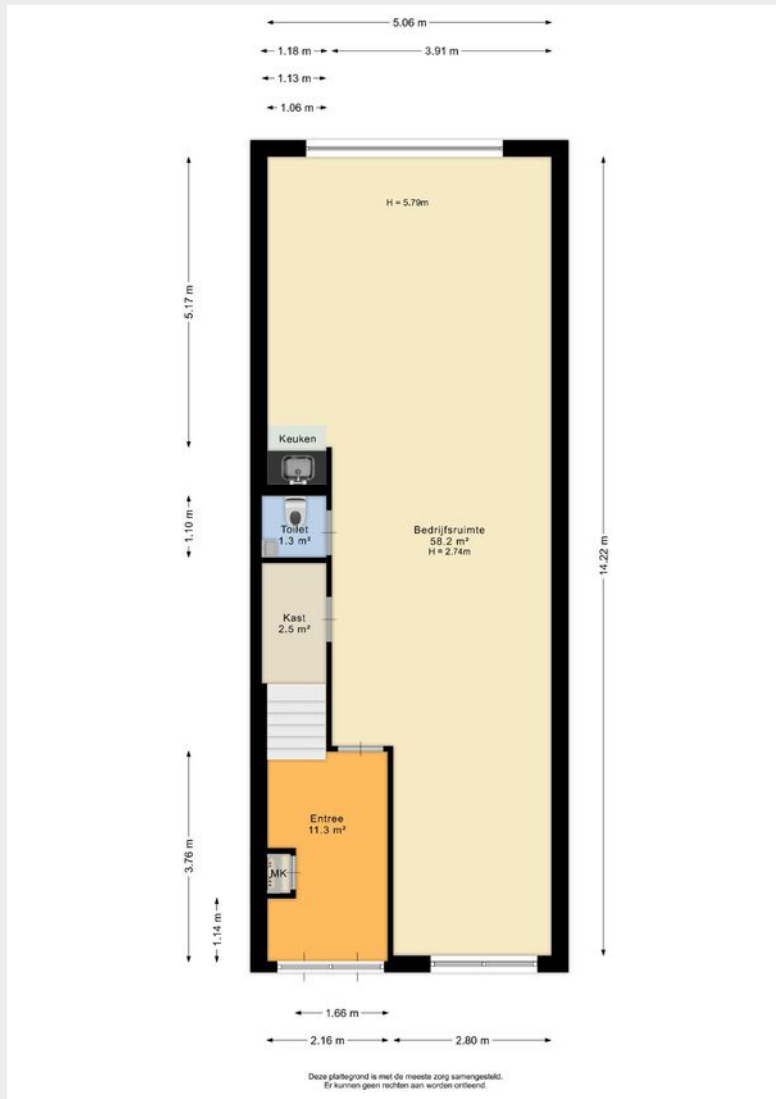 5.06 m
1.18 m
3.91 m
1.13 m
1.06 m
H = 5.79m
5.17 m
Keuken
1.10 m
Toilet
1.3 m²
Bedrijfsruimte
58.2 m²
H = 2.74m
14.22 m
Kast
2.5 m²
Entree
11.3 m²
3.76 m
MK
1.14 m
1.66 m
2.16 m
2.80 m
Deze plattegrond is met de meeste zorg samengesteld.
Er kunnen geen rechten aan worden ontleend.